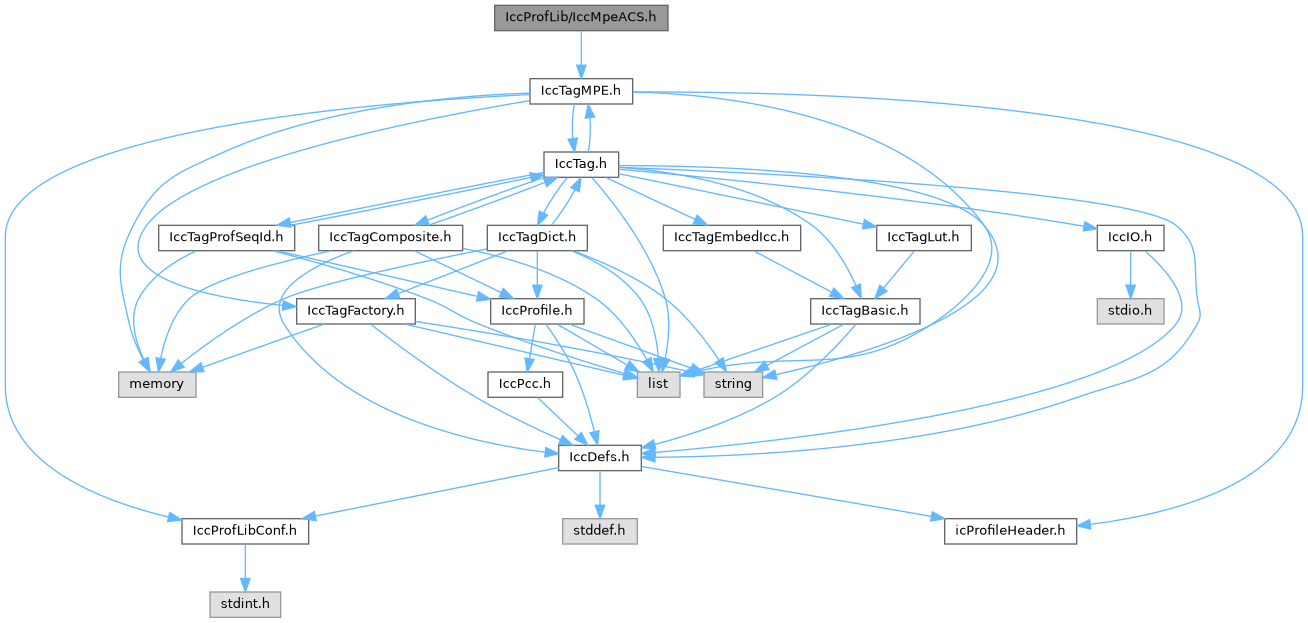 IccProfLib/IccMpeACS.h
IccTagMPE.h
IccTag.h
IccTagProfSeqId.h
IccTagComposite.h
IccTagDict.h
IccTagEmbedIcc.h
IccTagLut.h
IccIO.h
IccTagFactory.h
IccProfile.h
IccTagBasic.h
stdio.h
memory
IccPcc.h
list
string
IccDefs.h
IccProfLibConf.h
stddef.h
icProfileHeader.h
stdint.h